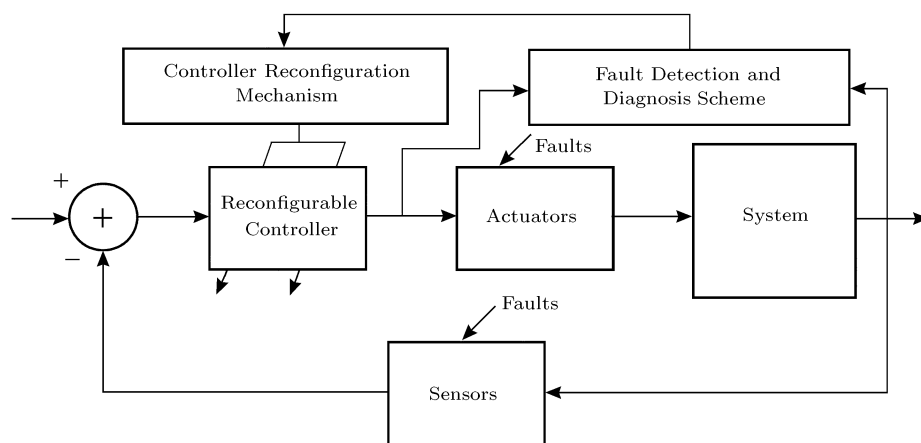 Controller Reconfiguration
Mechanism
Fault Detection and
Diagnosis Scheme
Faults
+
+
−
Reconfigurable
Controller
Actuators
System
Faults
Sensors